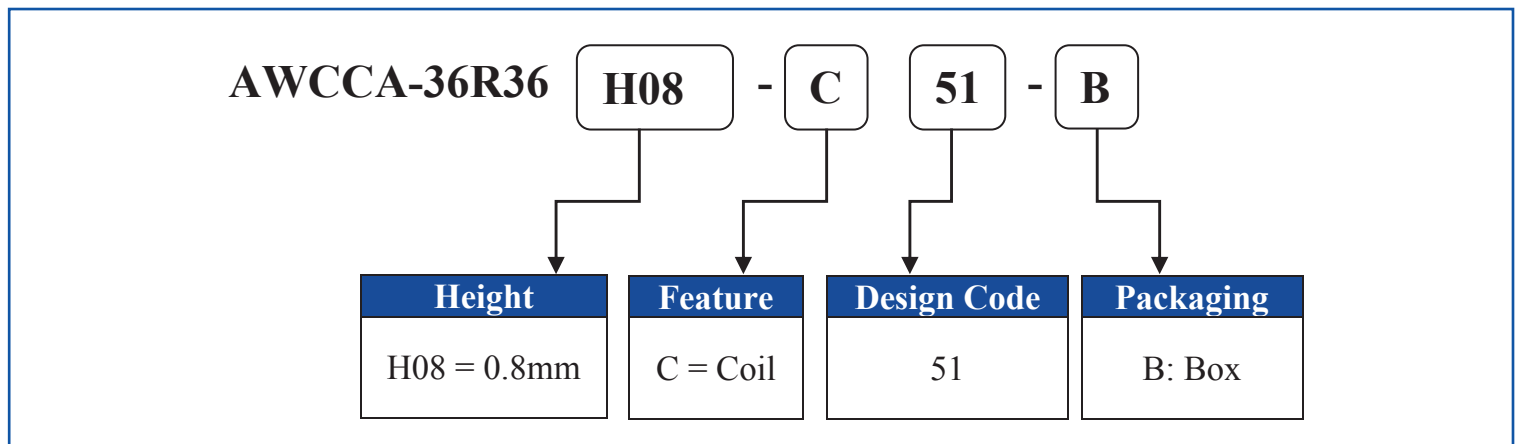 AWCCA-36R36 H08 - C 51 - B
Height Feature Design Code Packaging
H08 = 0.8mm C = Coil 51 B: Box